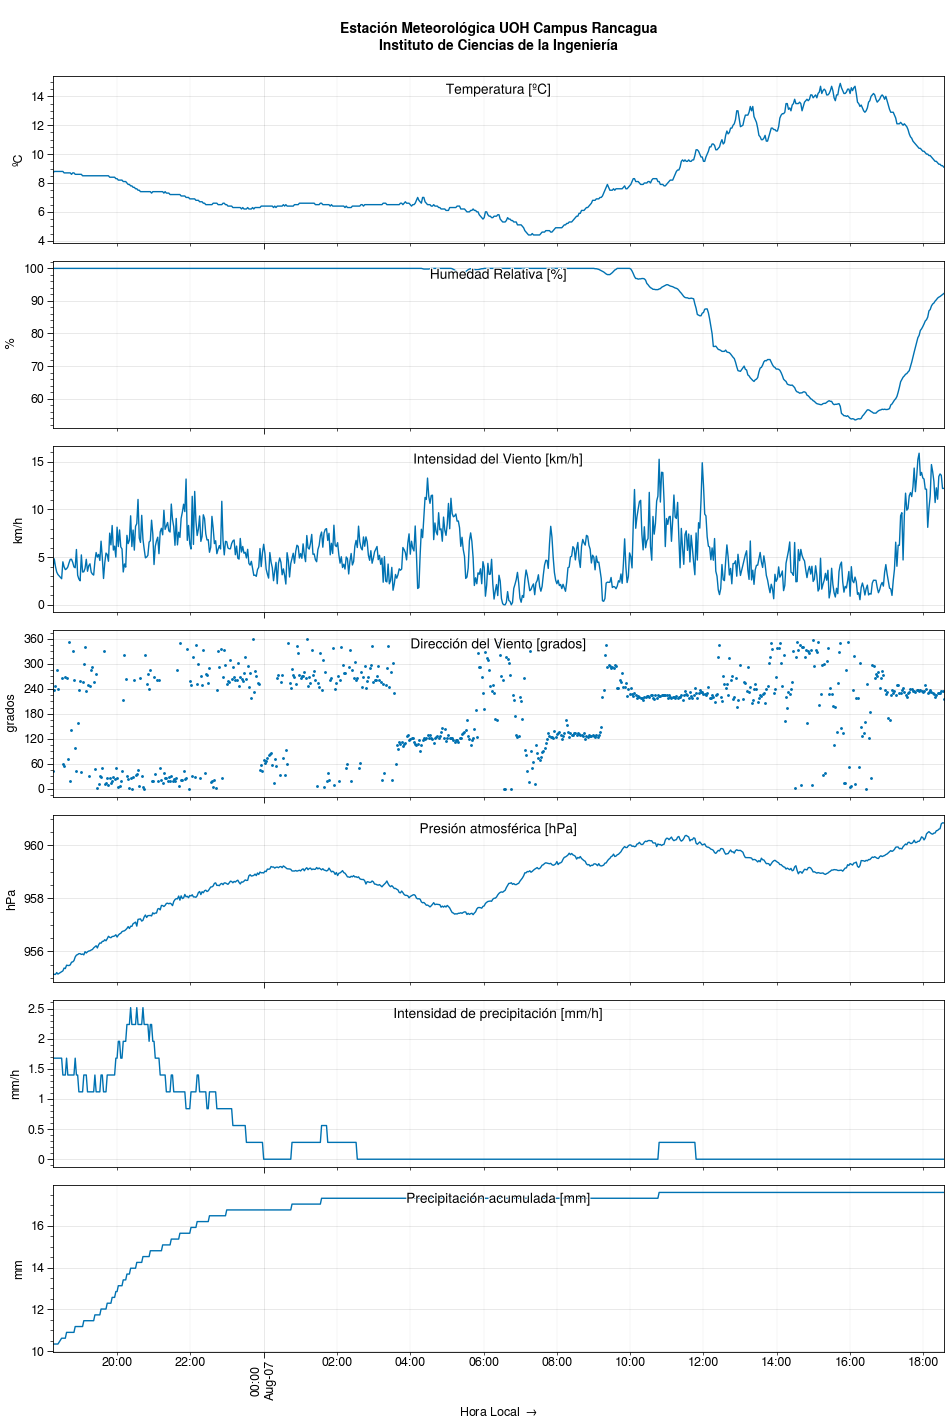 Estación Meteorológica UOH Campus Rancagua
Instituto de Ciencias de la Ingeniería
Temperatura [ºC]
ºC
14
12
10
8
6
4
Humedad Relativa [%]
%
100
90
80
70
60
Intensidad del Viento [km/h]
km/h
15
10
5
0
Dirección del Viento [grados]
grados
360
300
240
180
120
60
0
Presión atmosférica [hPa]
hPa
960
958
956
Intensidad de precipitación [mm/h]
mm/h
2.5
2
1.5
1
0.5
0
Precipitación acumulada [mm]
mm
16
14
12
10
20:00 22:00 00:00 02:00 04:00 06:00 08:00 10:00 12:00 14:00 16:00 18:00
Aug-07
Hora Local →